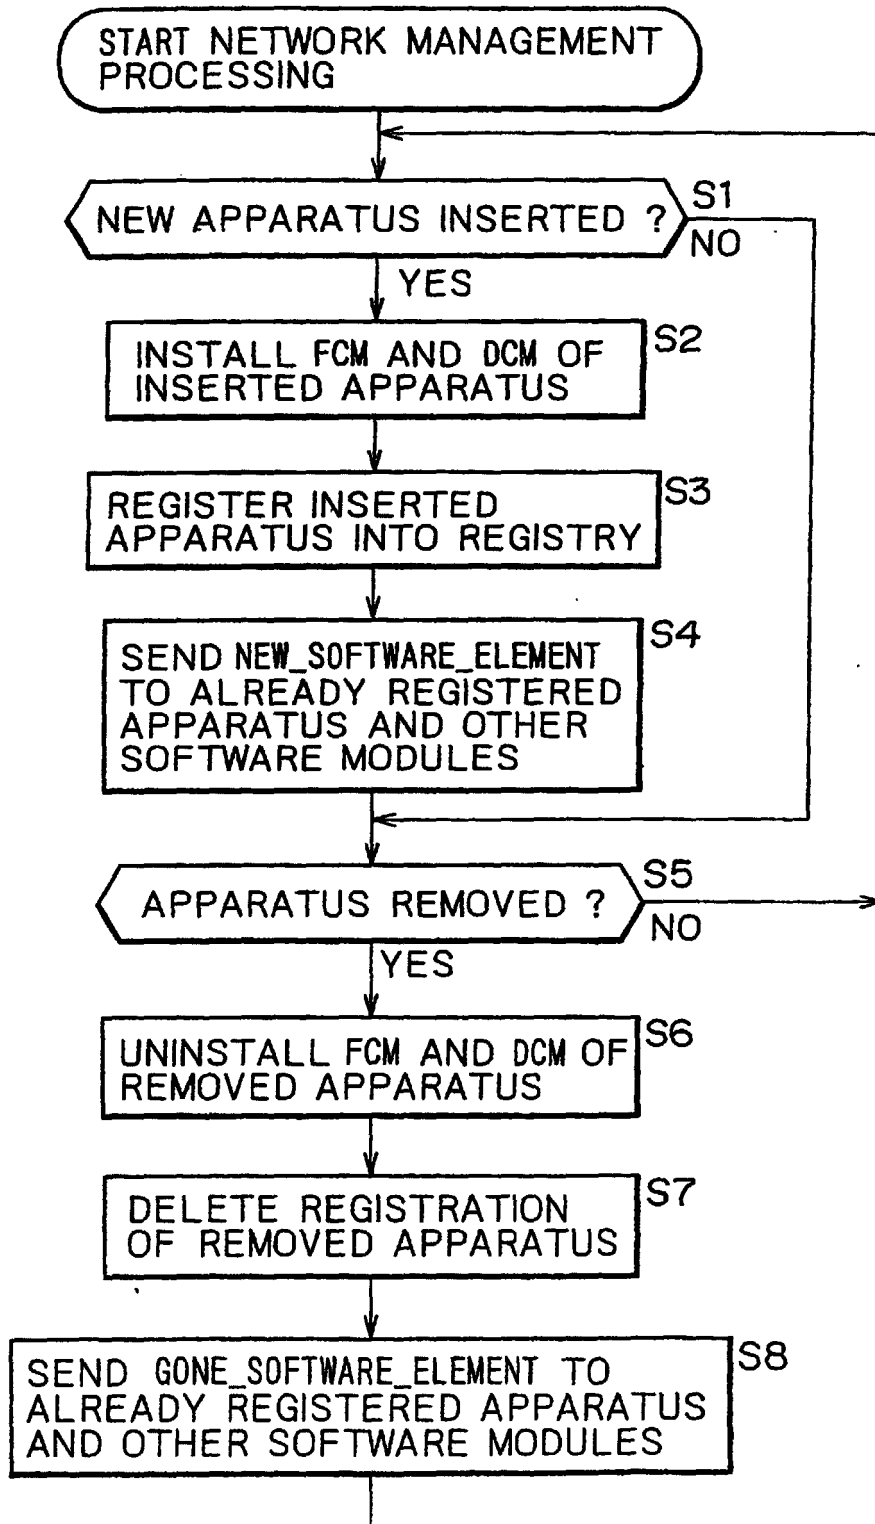 START NETWORK MANAGEMENT
PROCESSING
NEW APPARATUS INSERTED ?
S1
NO
YES
INSTALL FCM AND DCM OF
INSERTED APPARATUS
S2
REGISTER INSERTED
APPARATUS INTO REGISTRY
S3
SEND NEW_SOFTWARE_ELEMENT
TO ALREADY REGISTERED
APPARATUS AND OTHER
SOFTWARE MODULES
S4
APPARATUS REMOVED ?
S5
NO
YES
UNINSTALL FCM AND DCM OF
REMOVED APPARATUS
S6
DELETE REGISTRATION
OF REMOVED APPARATUS
S7
SEND GONE_SOFTWARE_ELEMENT TO
ALREADY REGISTERED APPARATUS
AND OTHER SOFTWARE MODULES
S8